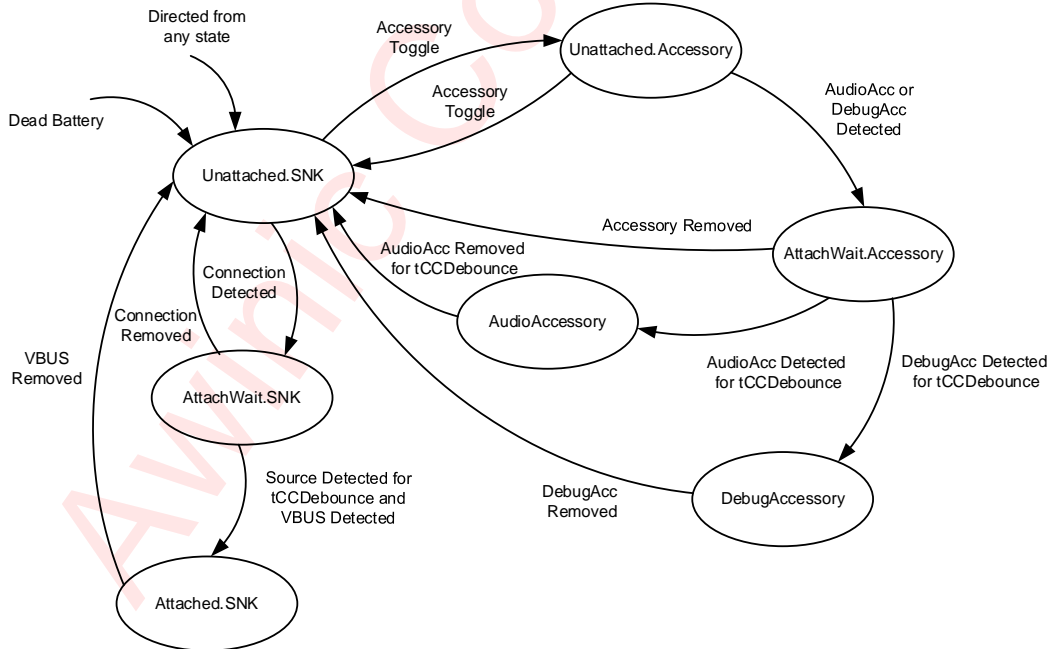 Directed from
any state
Accessory
Toggle
Unattached.Accessory
Dead Battery
Accessory
Toggle
AudioAcc or
DebugAcc
Detected
Unattached.SNK
Accessory Removed
AttachWait.Accessory
AudioAcc Removed
for tCCDebounce
Connection
Detected
AudioAccessory
Connection
Removed
VBUS
Removed
AudioAcc Detected
for tCCDebounce
DebugAcc Detected
for tCCDebounce
AttachWait.SNK
Source Detected for
tCCDebounce and
VBUS Detected
DebugAcc
Removed
DebugAccessory
Attached.SNK
Awinic Co